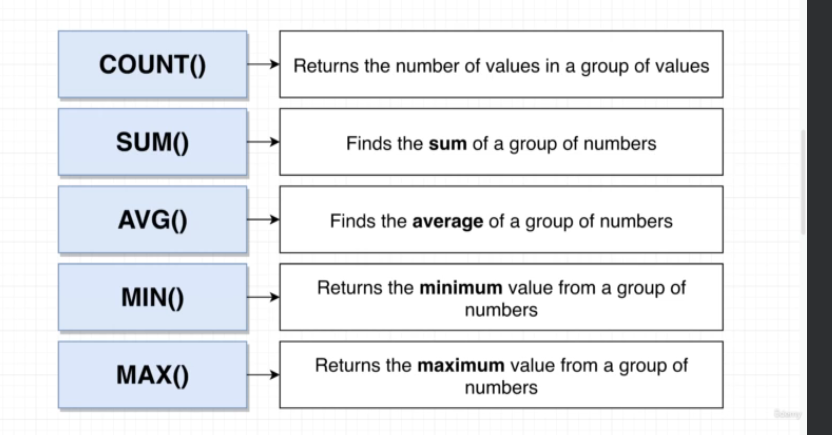 COUNT()
Returns the number of values in a group of values
SUM()
Finds the sum of a group of numbers
AVG()
Finds the average of a group of numbers
MIN()
Returns the minimum value from a group of
numbers
MAX()
Returns the maximum value from a group of
numbers
Udemy